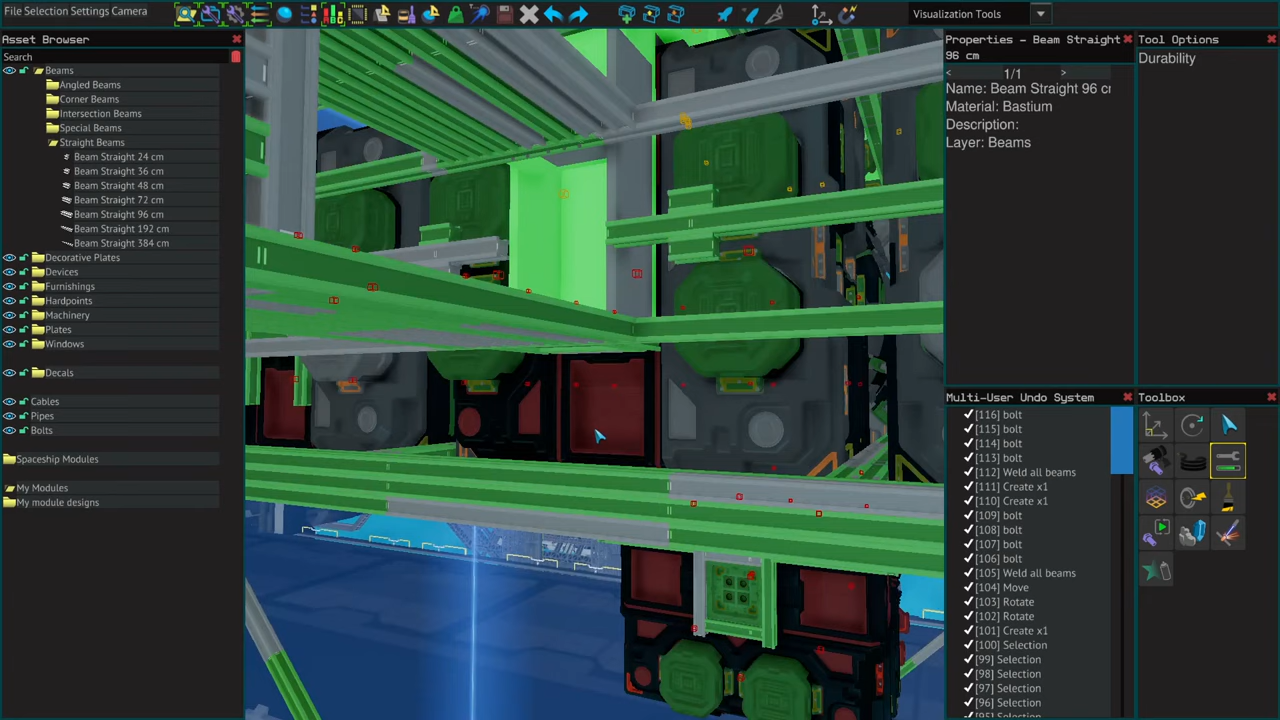 File Selection Settings Camera
Visualization Tools
Asset Browser
Search
Beams
Angled Beams
Corner Beams
Intersection Beams
Special Beams
Straight Beams
Beam Straight 24 cm
Beam Straight 36 cm
Beam Straight 48 cm
Beam Straight 72 cm
Beam Straight 96 cm
Beam Straight 192 cm
Beam Straight 384 cm
Decorative Plates
Devices
Furnishings
Hardpoints
Machinery
Plates
Windows
Decals
Cables
Pipes
Bolts
Spaceship Modules
My Modules
My module designs
Properties - Beam Straight
96 cm
< 1/1 >
Name: Beam Straight 96 cr
Material: Bastium
Description:
Layer: Beams
Tool Options
Durability
Multi-User Undo System
[116] bolt
[115] bolt
[114] bolt
[113] bolt
[112] Weld all beams
[111] Create x1
[110] Create x1
[109] bolt
[108] bolt
[107] bolt
[106] bolt
[105] Weld all beams
[104] Move
[103] Rotate
[102] Rotate
[101] Create x1
[100] Selection
[99] Selection
[98] Selection
[97] Selection
[96] Selection
Toolbox